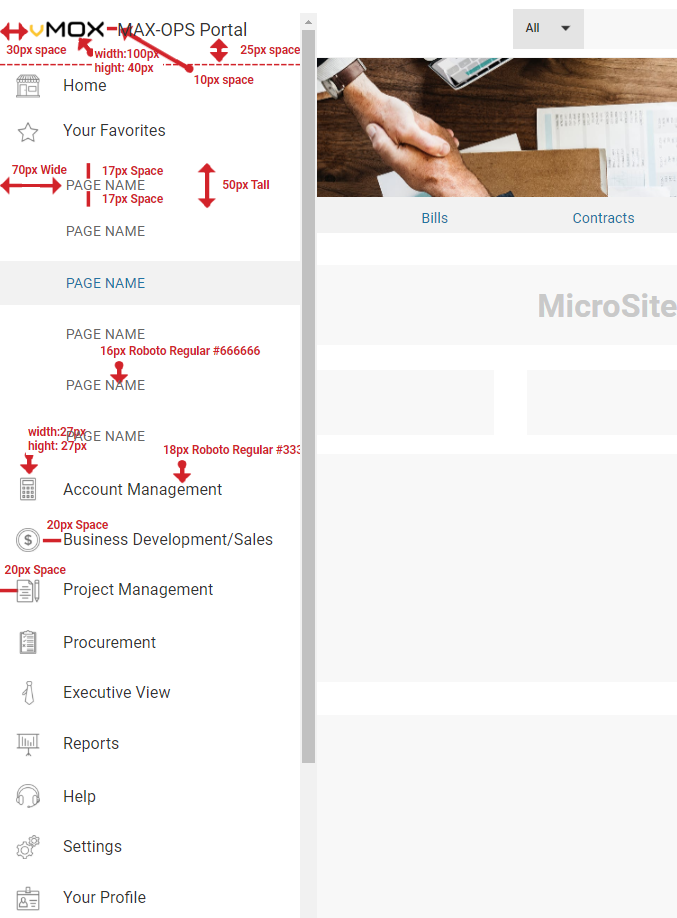 vMOX MAX-OPS Portal
All
30px space
width:100px
hight: 40px
25px space
10px space
Home
Your Favorites
70px Wide
17px Space
PAGE NAME
17px Space
50px Tall
PAGE NAME
Bills
Contracts
PAGE NAME
MicroSite
PAGE NAME
16px Roboto Regular #666666
PAGE NAME
width:27px
hight: 27px
PAGE NAME
18px Roboto Regular #333
Account Management
20px Space
Business Development/Sales
20px Space
Project Management
Procurement
Executive View
Reports
Help
Settings
Your Profile